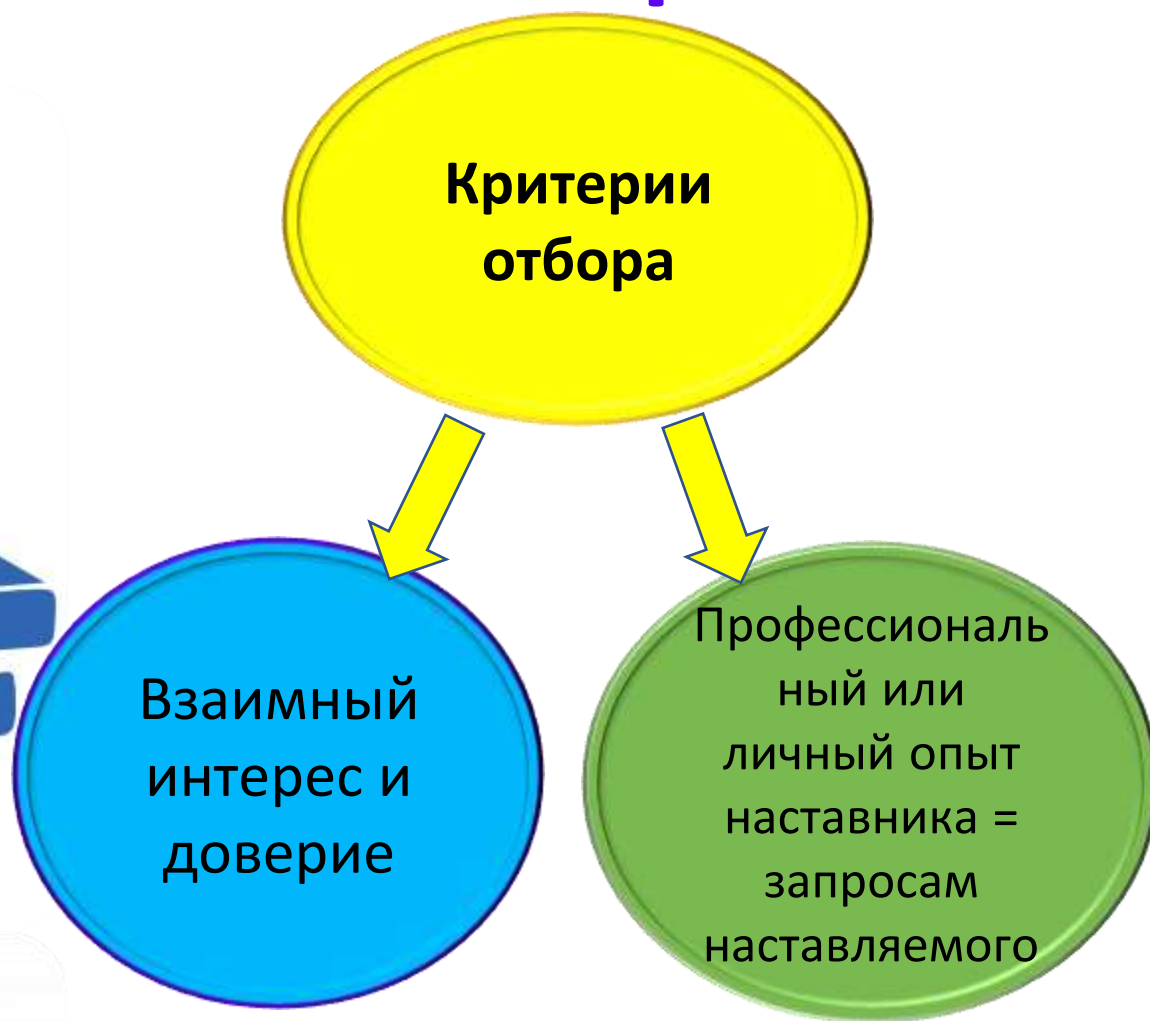 Критерии
отбора
Взаимный
интерес и
доверие
Профессиональ
ный или
личный опыт
наставника =
запросам
наставляемого